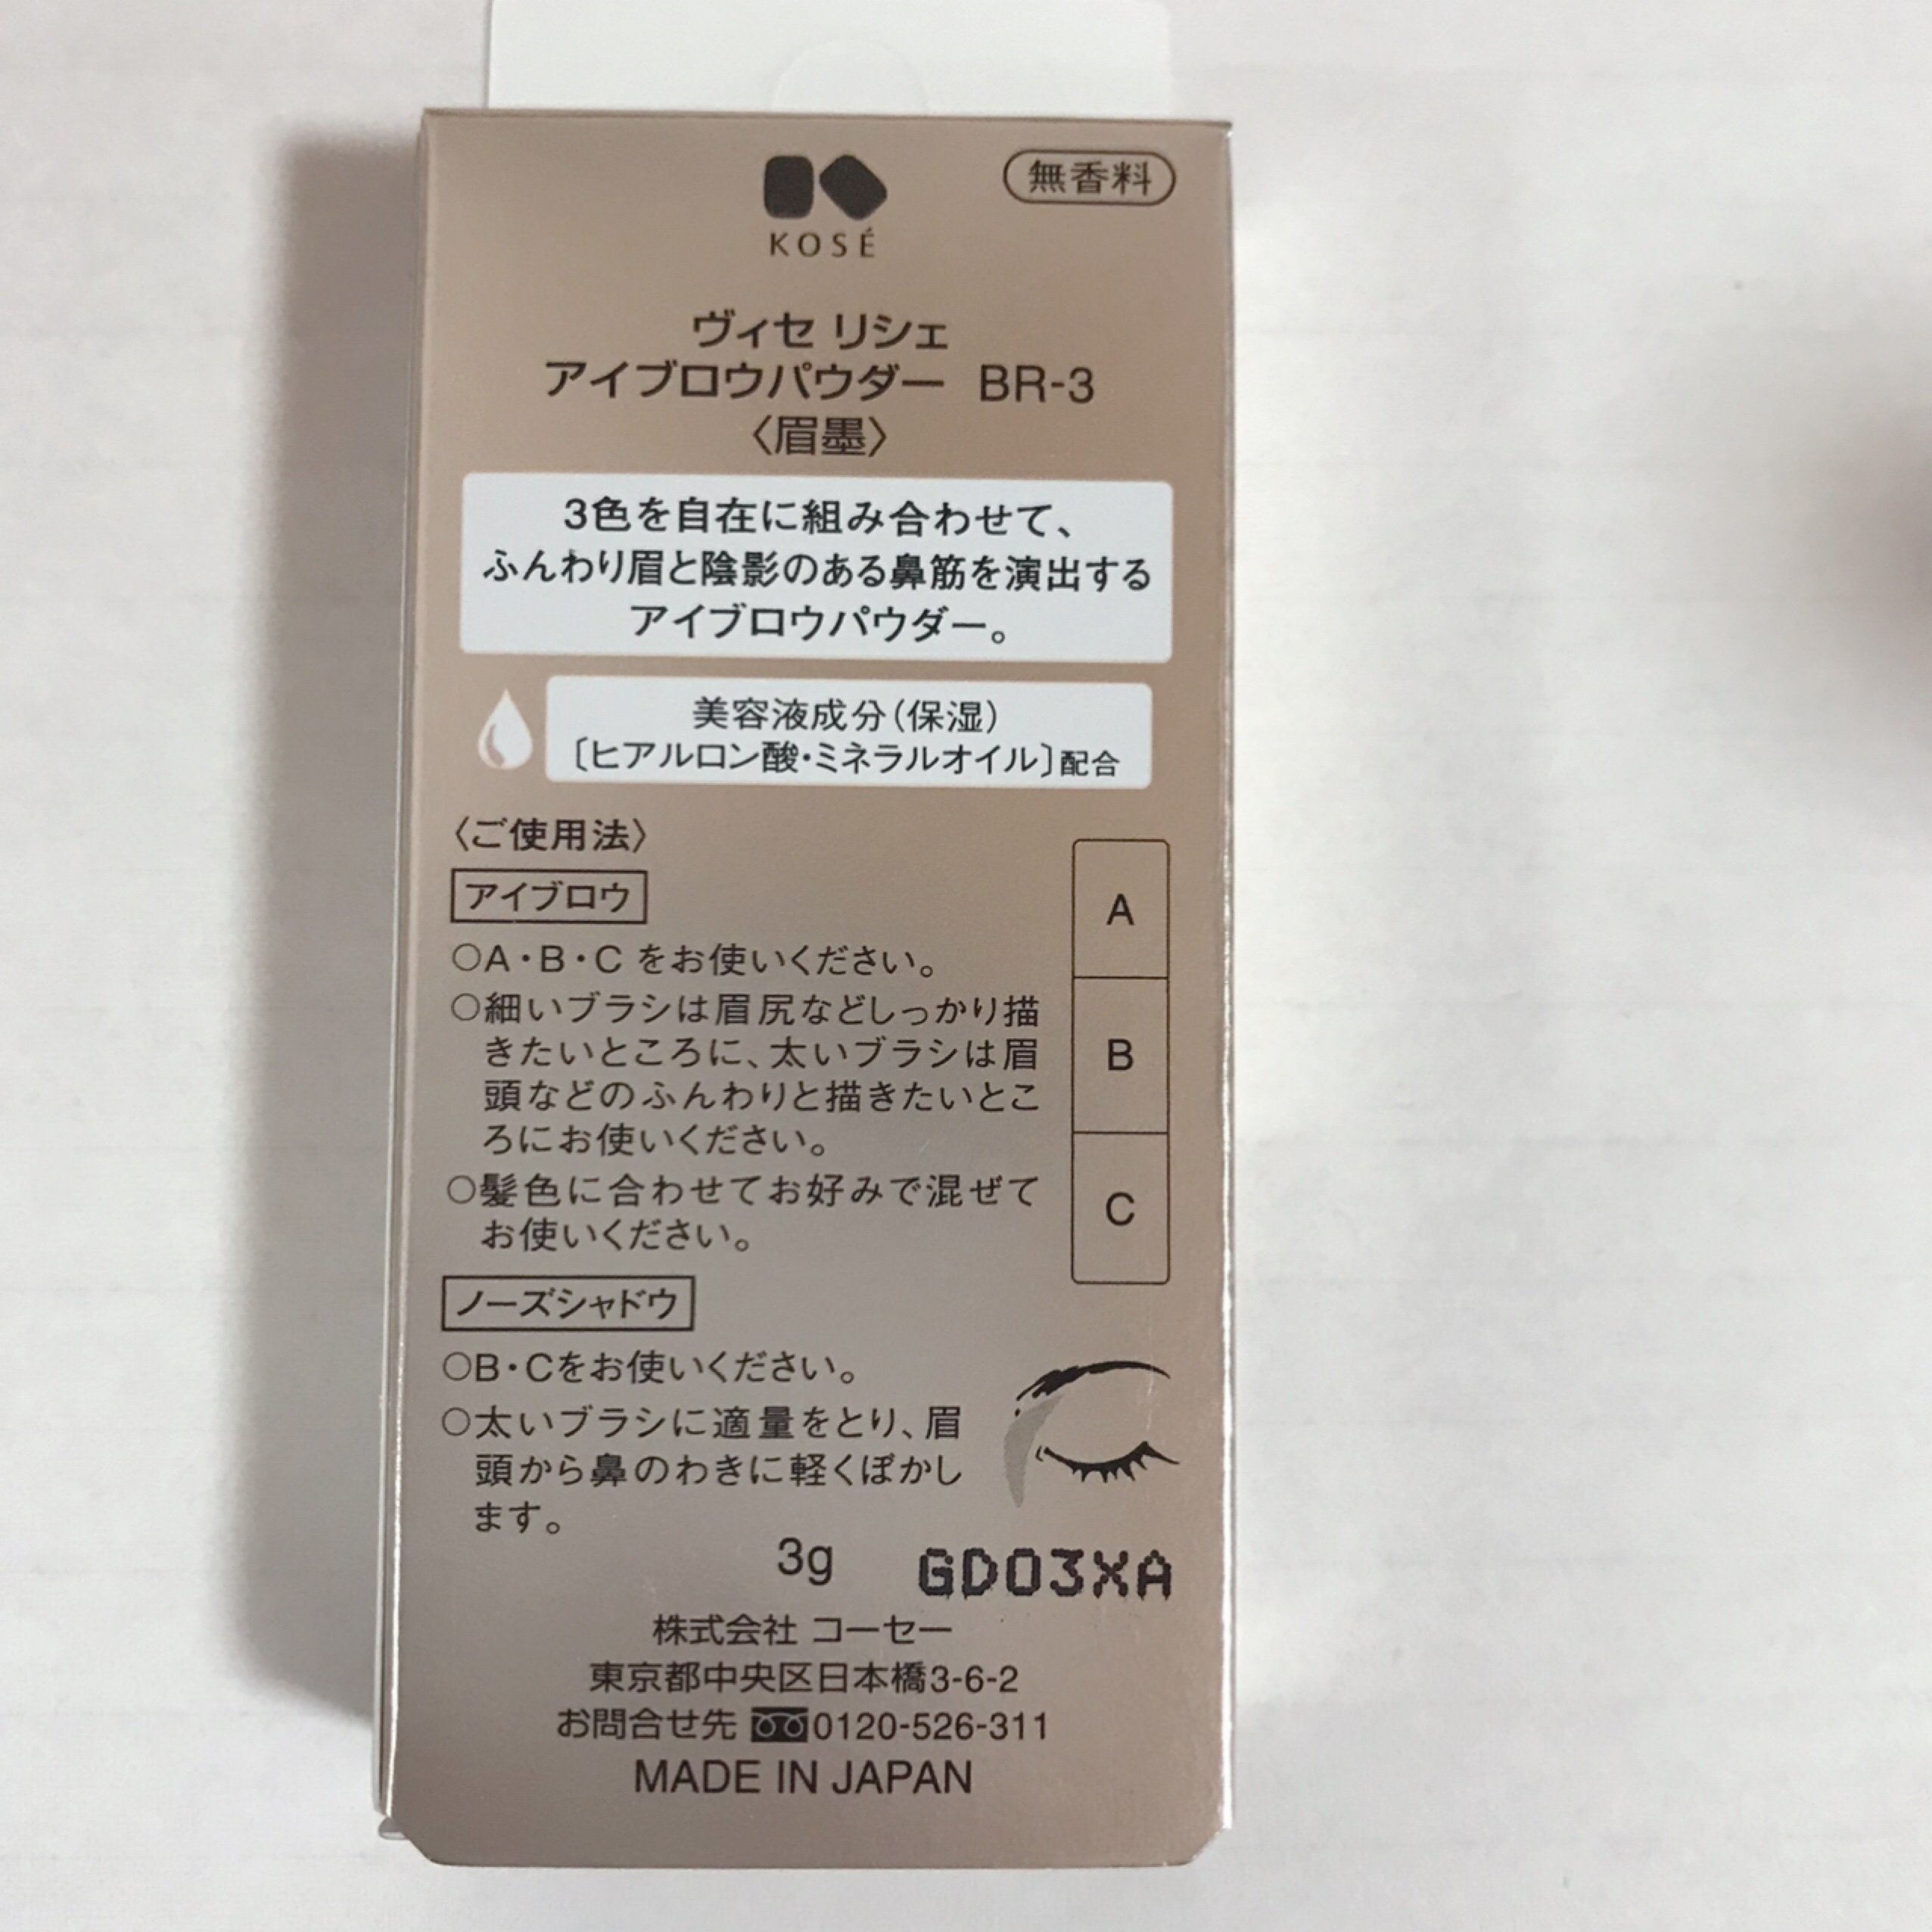 KOSÉ
無香料
ヴィセ リシェ
アイブロウパウダー BR-3
〈眉墨〉
3色を自在に組み合わせて、
ふんわり眉と陰影のある鼻筋を演出する
アイブロウパウダー。
美容液成分(保湿)
〔ヒアルロン酸・ミネラルオイル〕配合
〈ご使用法〉
アイブロウ
○A・B・C をお使いください。
○細いブラシは眉尻などしっかり描
きたいところに、太いブラシは眉
頭などのふんわりと描きたいとこ
ろにお使いください。
○髪色に合わせてお好みで混ぜて
お使いください。
A
B
C
ノーズシャドウ
○B・Cをお使いください。
○太いブラシに適量をとり、眉
頭から鼻のわきに軽くぼかし
ます。
3g
GD03XA
株式会社 コーセー
東京都中央区日本橋3-6-2
お問合せ先 0120-526-311
MADE IN JAPAN